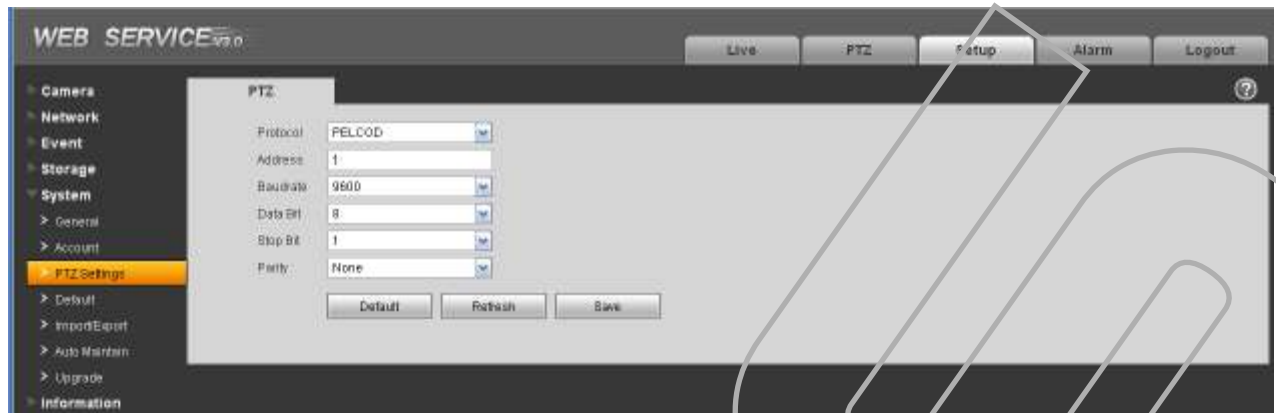 WEB SERVICE V3.0
Live PTZ Setup Alarm Logout
Camera
Network
Event
Storage
System
General
Account
PTZ Settings
Default
Import/Export
Auto Maintain
Upgrade
Information
PTZ
Protocol PELCOD
Address 1
Baudrate 9600
Data Bit 8
Stop Bit 1
Parity None
Default Refresh Save
?